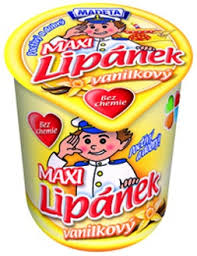 MADETA
MAXI
Lipánek
vanilkový
Bez
chemie
Bez
chemie
MAXI
Lipánek
vanilkový